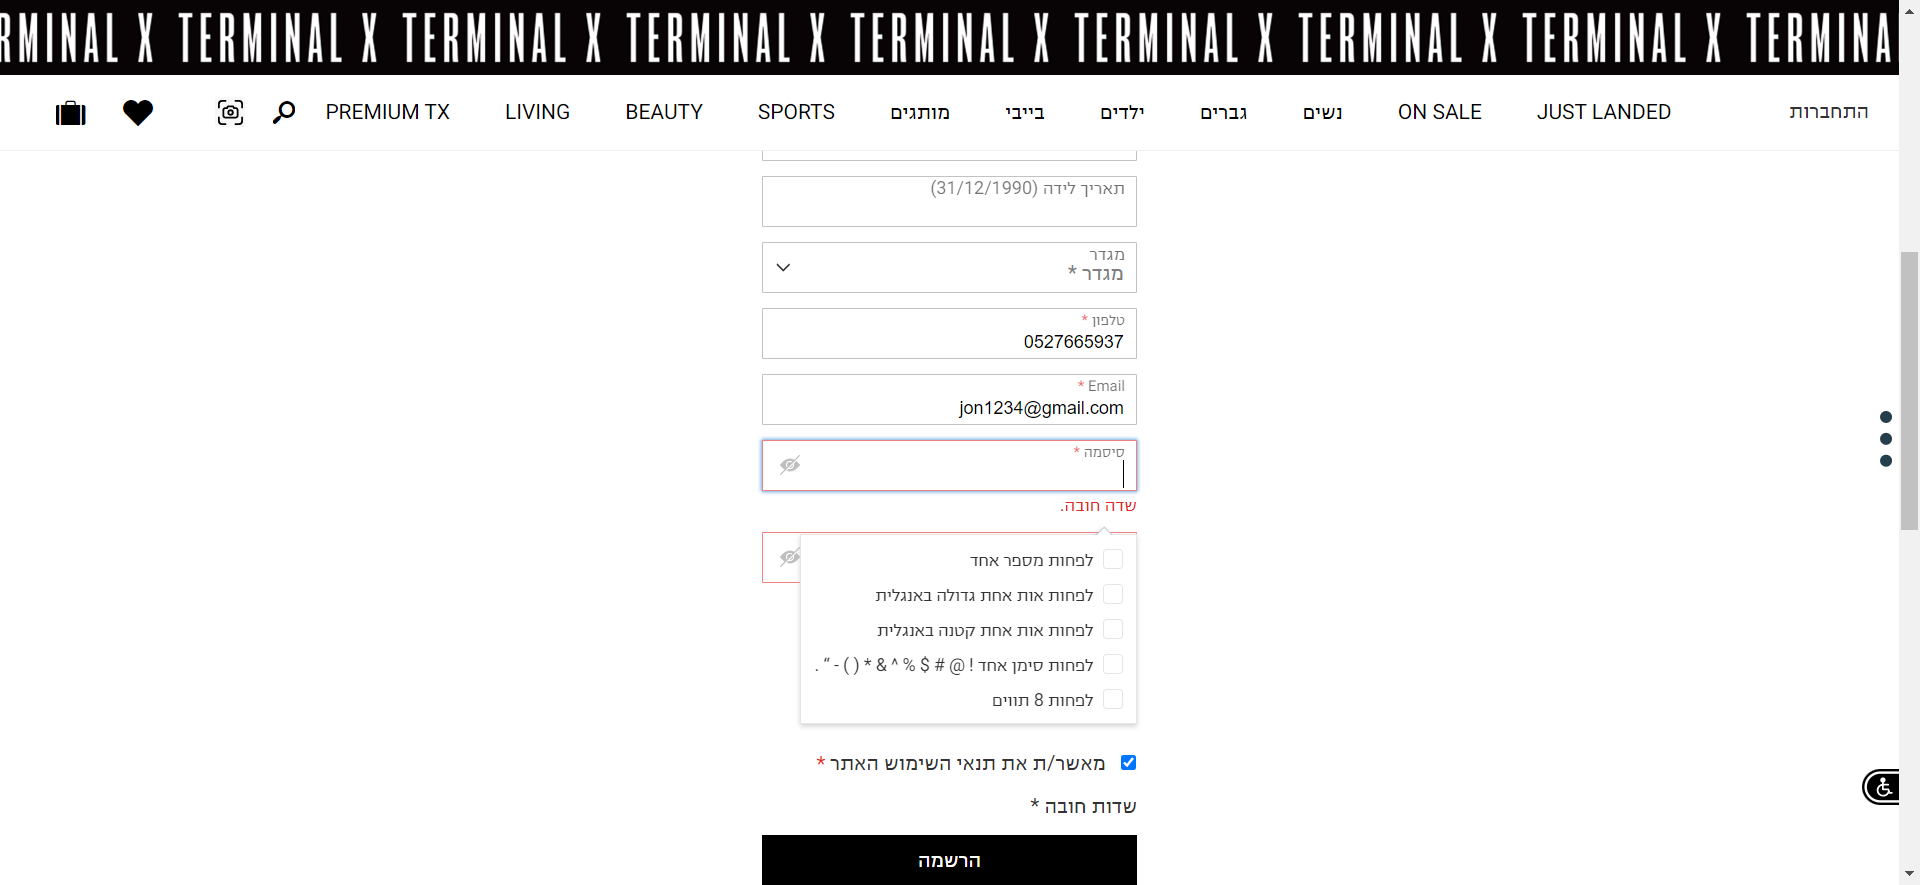 RMINAL X TERMINAL X TERMINAL X TERMINAL X TERMINAL X TERMINAL X TERMINAL X TERMINAL X TERMINA
PREMIUM TX LIVING BEAUTY SPORTS מותגים בייבי ילדים גברים נשים ON SALE JUST LANDED התחברות
תאריך לידה (31/12/1990)
מגדר
מגדר *
טלפון *
0527665937
Email *
jon1234@gmail.com
סיסמה *
שדה חובה.
לפחות מספר אחד
לפחות אות אחת גדולה באנגלית
לפחות אות אחת קטנה באנגלית
לפחות סימן אחד ! @ # $ % ^ & * ( ) - " .
לפחות 8 תווים
מאשר/ת את תנאי השימוש האתר *
שדות חובה *
הרשמה